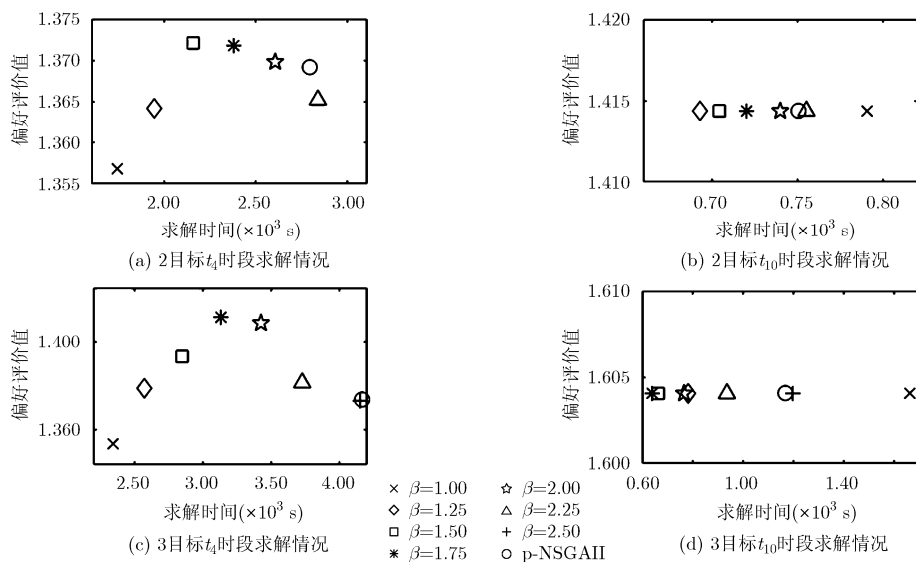 1.375
1.370
1.365
1.360
1.355
偏好评价值
2.00 2.50 3.00
求解时间(×10³ s)
(a) 2目标t₄时段求解情况
1.420
1.415
1.410
偏好评价值
0.70 0.75 0.80
求解时间(×10³ s)
(b) 2目标t₁₀时段求解情况
1.400
1.360
偏好评价值
2.50 3.00 3.50 4.00
求解时间(×10³ s)
(c) 3目标t₄时段求解情况
β=1.00
β=1.25
β=1.50
β=1.75
β=2.00
β=2.25
β=2.50
p-NSGAII
1.610
1.605
1.600
偏好评价值
0.60 1.00 1.40
求解时间(×10³ s)
(d) 3目标t₁₀时段求解情况